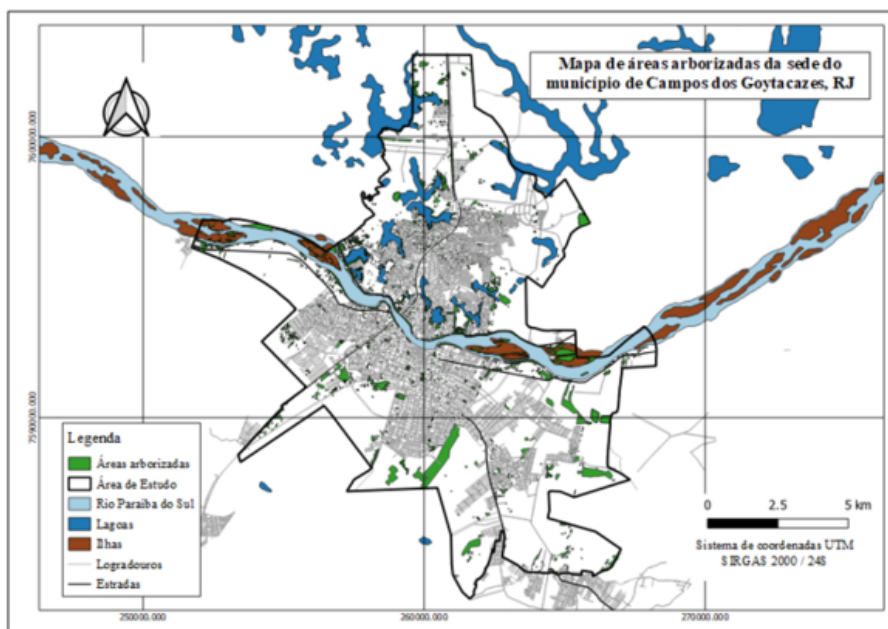 Mapa de áreas arborizadas da sede do
município de Campos dos Goytacazes, RJ
7600000.000
7590000.000
Legenda
Áreas arborizadas
Área de Estudo
Rio Paraíba do Sul
Lagoas
Ilhas
Logradouros
Estradas
0 2.5 5 km
Sistema de coordenadas UTM
SIRGAS 2000 / 24S
250000.000 260000.000 270000.000